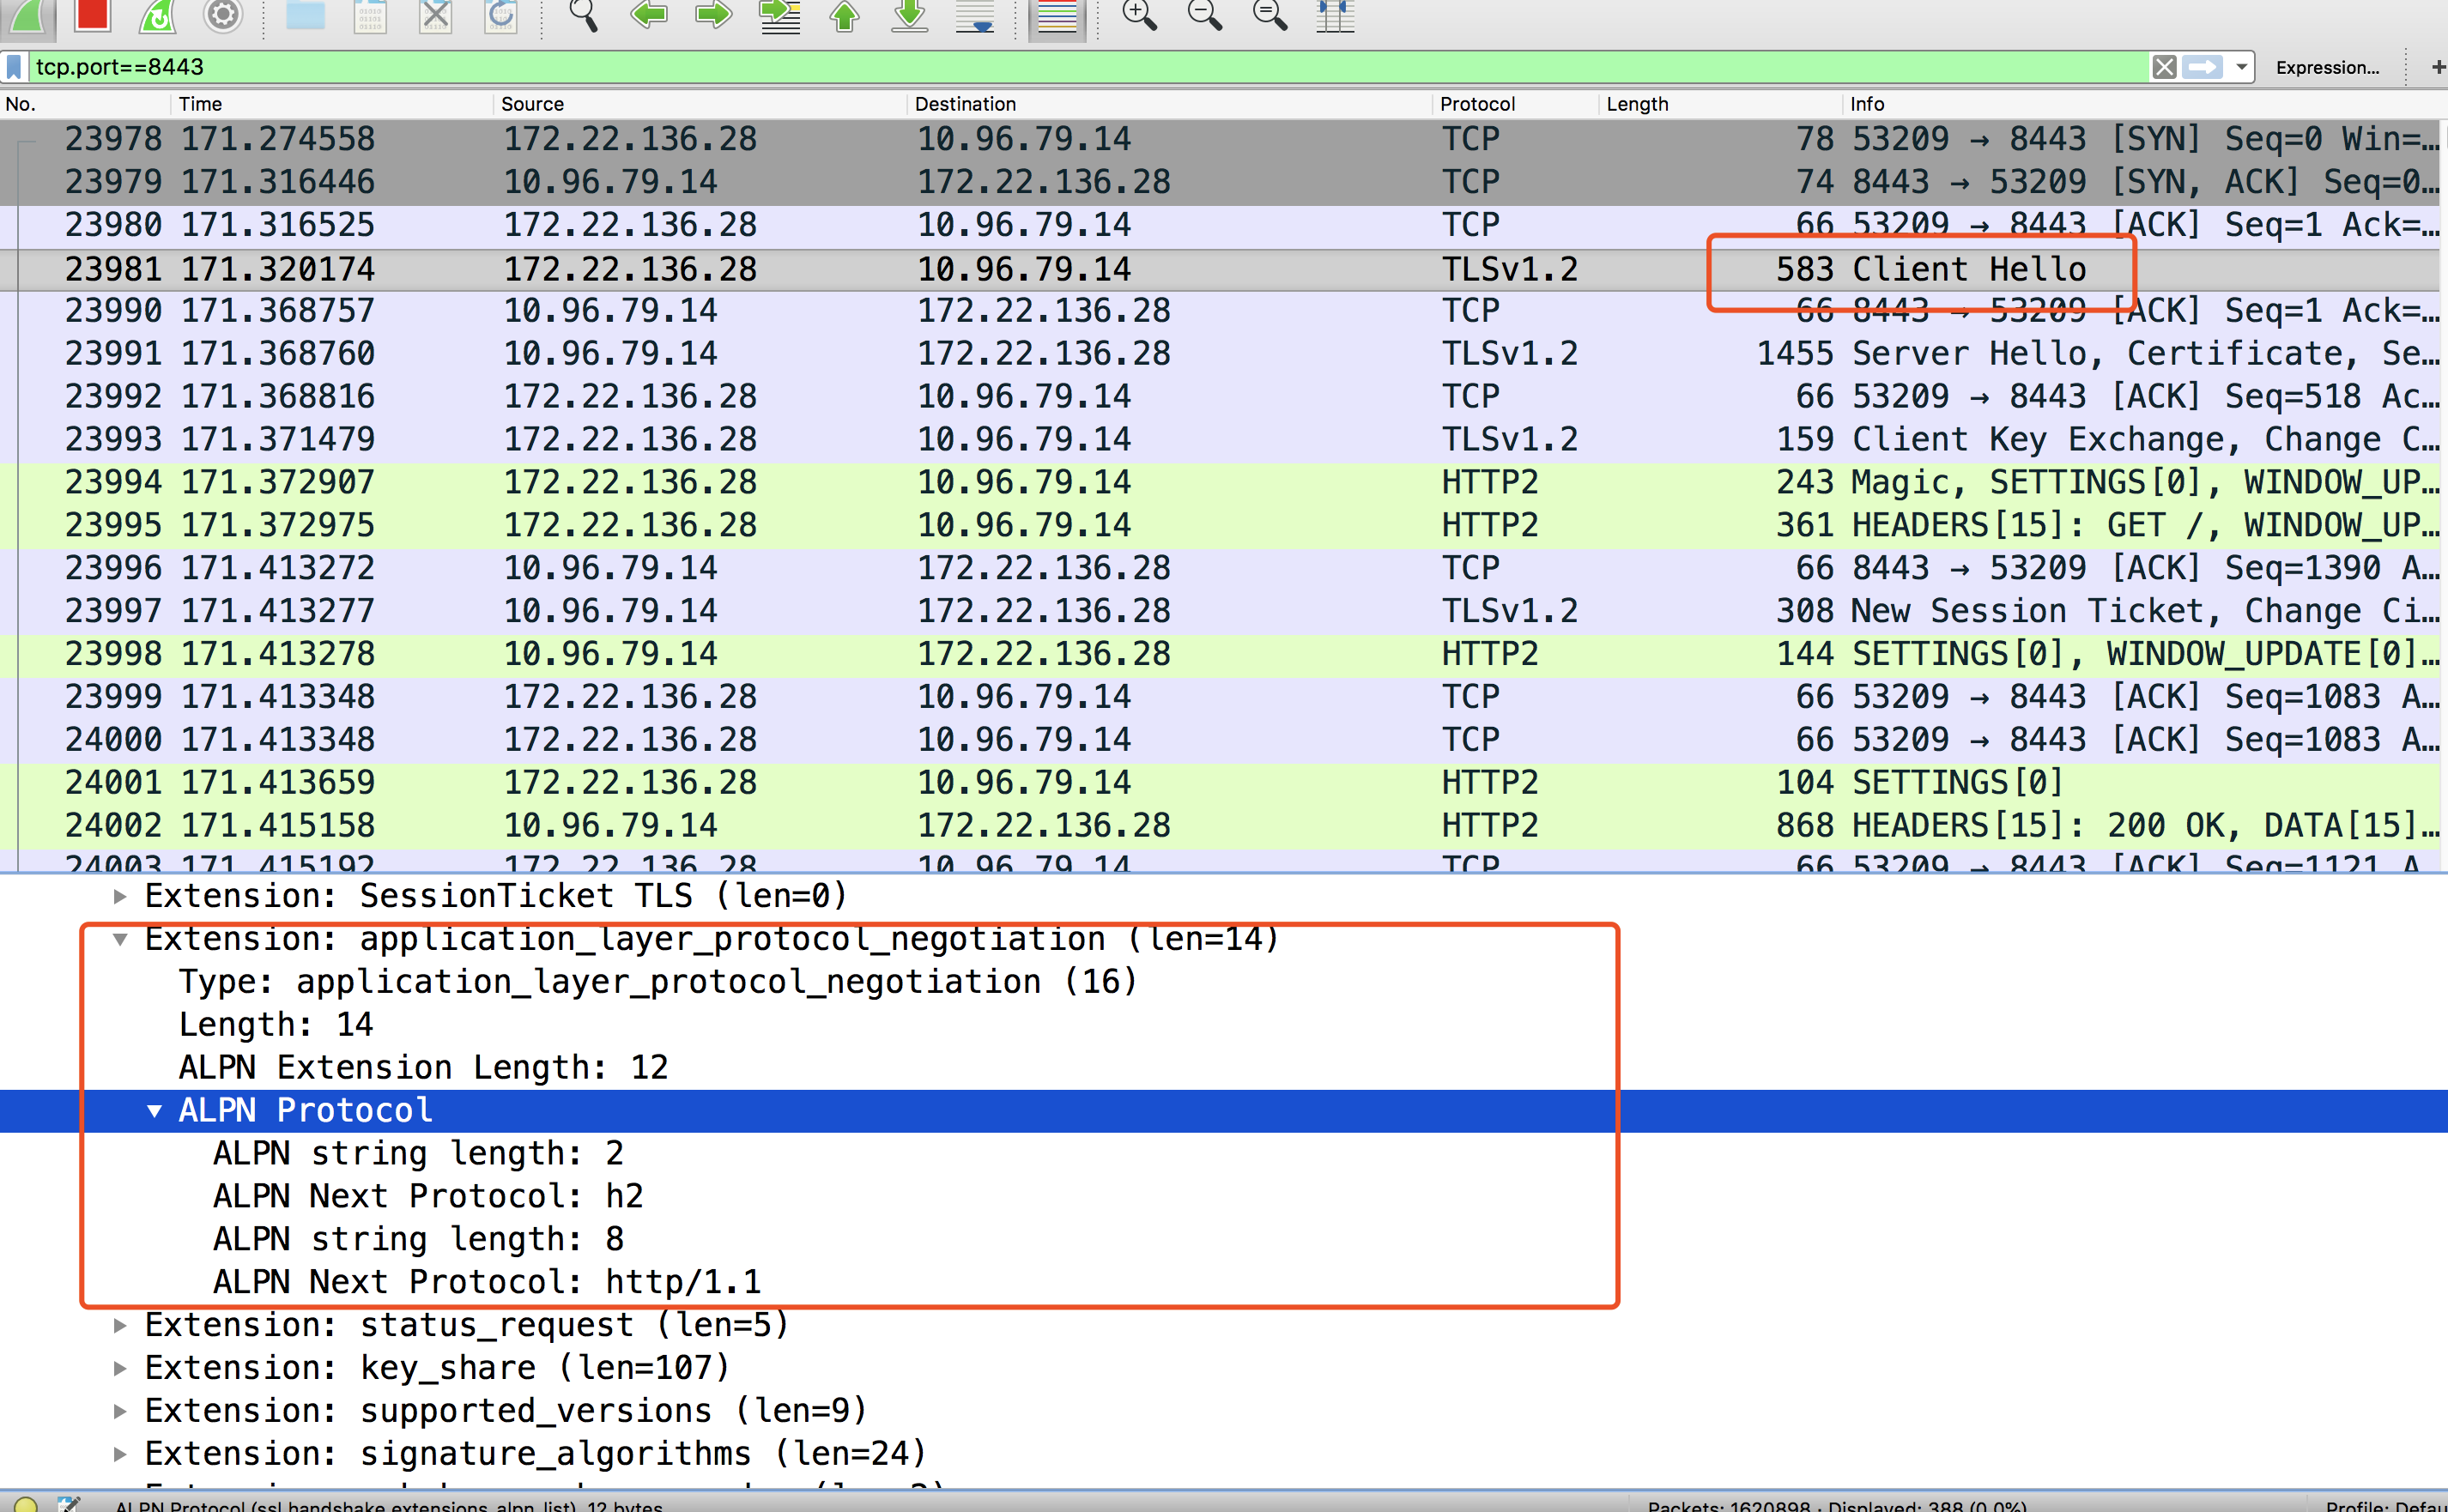 tcp.port==8443
Expression...
+
No. Time Source Destination Protocol Length Info
23978 171.274558 172.22.136.28 10.96.79.14 TCP 78 53209 → 8443 [SYN] Seq=0 Win=…
23979 171.316446 10.96.79.14 172.22.136.28 TCP 74 8443 → 53209 [SYN, ACK] Seq=0…
23980 171.316525 172.22.136.28 10.96.79.14 TCP 66 53209 → 8443 [ACK] Seq=1 Ack=…
23981 171.320174 172.22.136.28 10.96.79.14 TLSv1.2 583 Client Hello
23990 171.368757 10.96.79.14 172.22.136.28 TCP 66 8443 → 53209 [ACK] Seq=1 Ack=…
23991 171.368760 10.96.79.14 172.22.136.28 TLSv1.2 1455 Server Hello, Certificate, Se…
23992 171.368816 172.22.136.28 10.96.79.14 TCP 66 53209 → 8443 [ACK] Seq=518 Ac…
23993 171.371479 172.22.136.28 10.96.79.14 TLSv1.2 159 Client Key Exchange, Change C…
23994 171.372907 172.22.136.28 10.96.79.14 HTTP2 243 Magic, SETTINGS[0], WINDOW_UP…
23995 171.372975 172.22.136.28 10.96.79.14 HTTP2 361 HEADERS[15]: GET /, WINDOW_UP…
23996 171.413272 10.96.79.14 172.22.136.28 TCP 66 8443 → 53209 [ACK] Seq=1390 A…
23997 171.413277 10.96.79.14 172.22.136.28 TLSv1.2 308 New Session Ticket, Change Ci…
23998 171.413278 10.96.79.14 172.22.136.28 HTTP2 144 SETTINGS[0], WINDOW_UPDATE[0]…
23999 171.413348 172.22.136.28 10.96.79.14 TCP 66 53209 → 8443 [ACK] Seq=1083 A…
24000 171.413348 172.22.136.28 10.96.79.14 TCP 66 53209 → 8443 [ACK] Seq=1083 A…
24001 171.413659 172.22.136.28 10.96.79.14 HTTP2 104 SETTINGS[0]
24002 171.415158 10.96.79.14 172.22.136.28 HTTP2 868 HEADERS[15]: 200 OK, DATA[15]…
24003 171.415192 172.22.136.28 10.96.79.14 TCP 66 53209 → 8443 [ACK] Seq=1121 A…
Extension: SessionTicket TLS (len=0)
Extension: application_layer_protocol_negotiation (len=14)
Type: application_layer_protocol_negotiation (16)
Length: 14
ALPN Extension Length: 12
ALPN Protocol
ALPN string length: 2
ALPN Next Protocol: h2
ALPN string length: 8
ALPN Next Protocol: http/1.1
Extension: status_request (len=5)
Extension: key_share (len=107)
Extension: supported_versions (len=9)
Extension: signature_algorithms (len=24)
ALPN Protocol (ssl.handshake.extensions_alpn_list), 12 bytes
Packets: 1620898 · Displayed: 388 (0.0%)
Profile: Defau